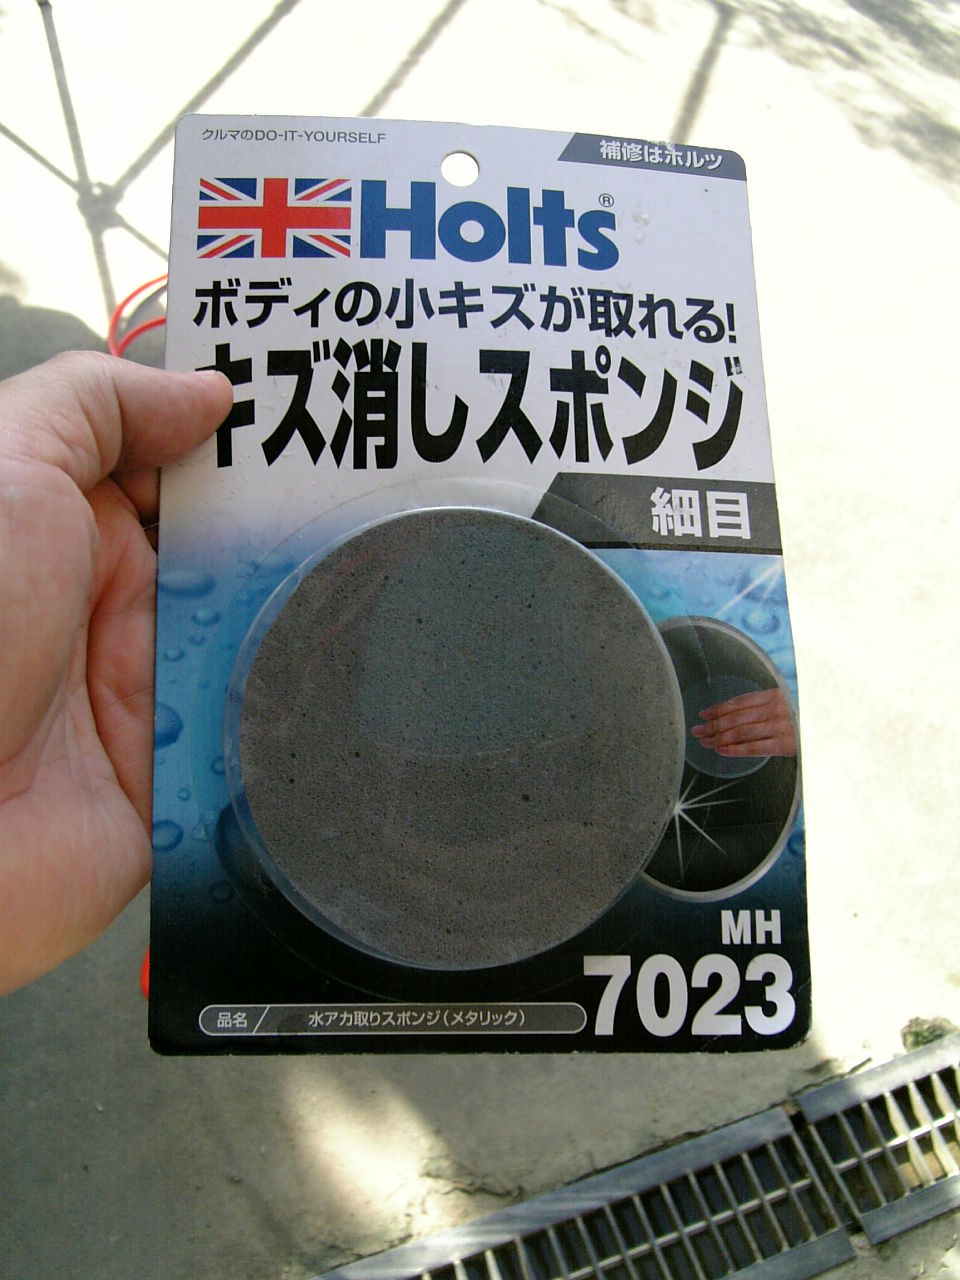 クルマのDO-IT-YOURSELF
補修はホルツ
Holts®
ボディの小キズが取れる!
キズ消しスポンジ
細目
MH
7023
品名 水アカ取りスポンジ(メタリック)